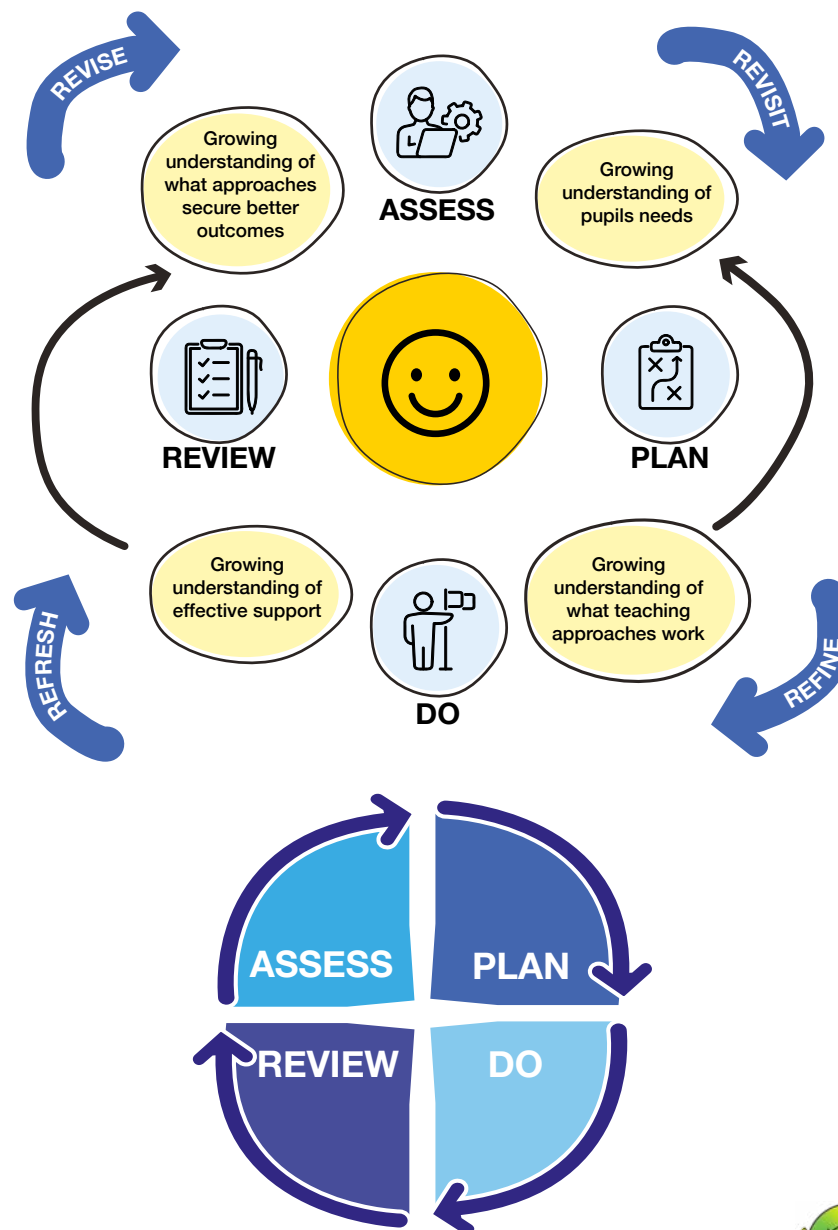 REVISE
REVISIT
Growing
understanding of
what approaches
secure better
outcomes
ASSESS
Growing
understanding of
pupils needs
REVIEW
PLAN
Growing
understanding of
effective support
Growing
understanding of
what teaching
approaches work
DO
REFRESH
REFINE
ASSESS
PLAN
REVIEW
DO